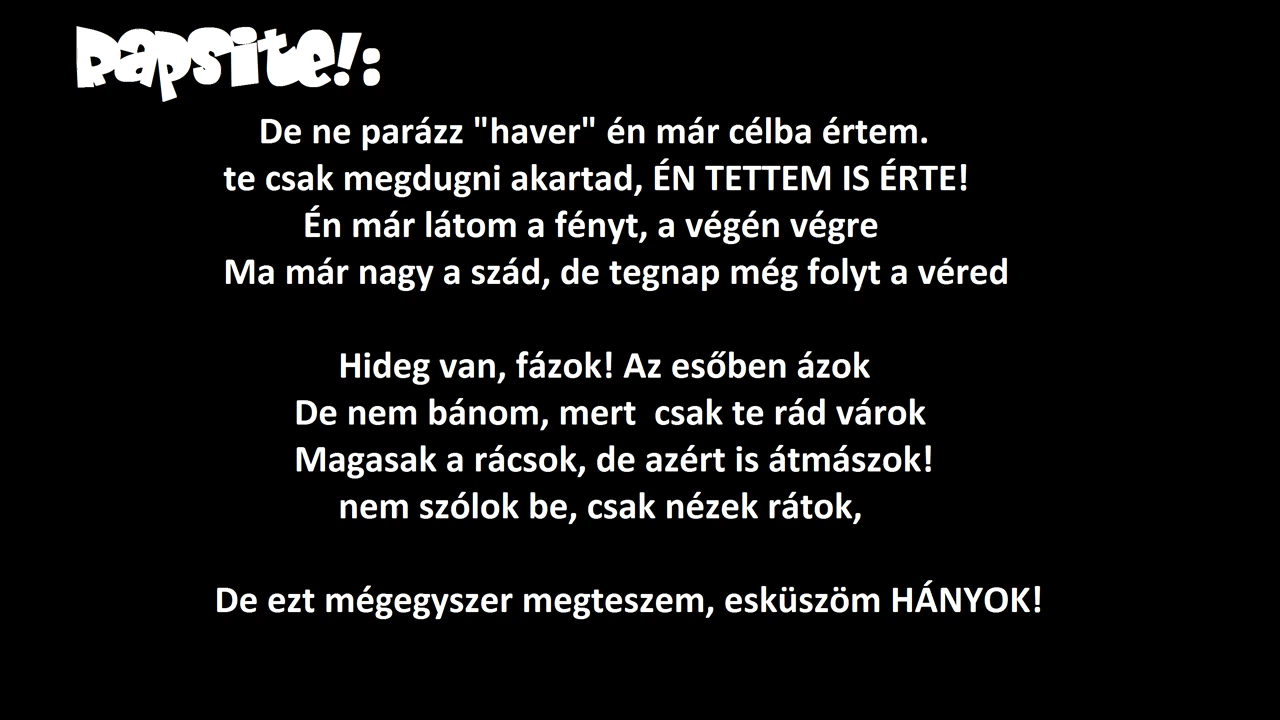 Rapsite!:
De ne parázz "haver" én már célba értem.
te csak megdugni akartad, ÉN TETTEM IS ÉRTE!
Én már látom a fényt, a végén végre
Ma már nagy a szád, de tegnap még folyt a véred
Hideg van, fázok! Az esőben ázok
De nem bánom, mert  csak te rád várok
Magasak a rácsok, de azért is átmászok!
nem szólok be, csak nézek rátok,
De ezt mégegyszer megteszem, esküszöm HÁNYOK!